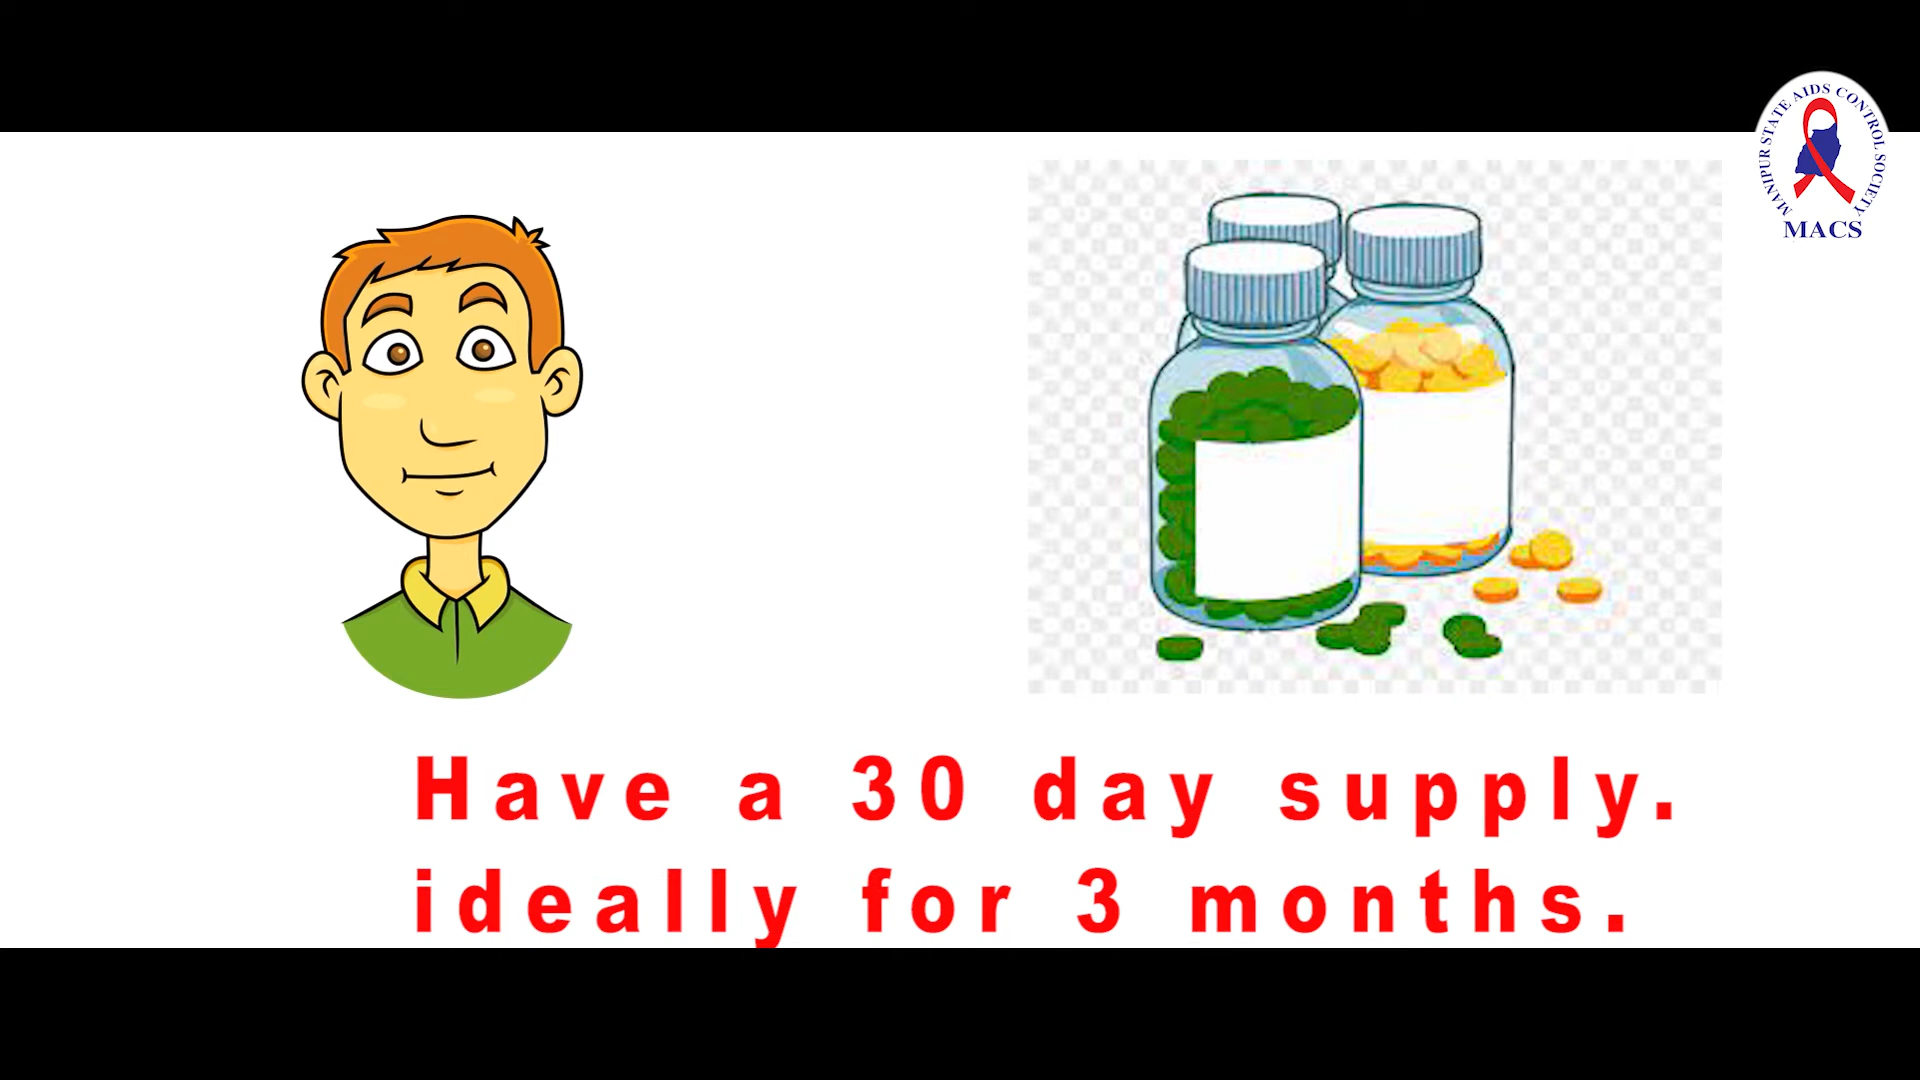 MANIPUR STATE AIDS CONTROL SOCIETY
MACS
Have a 30 day supply.
ideally for 3 months.